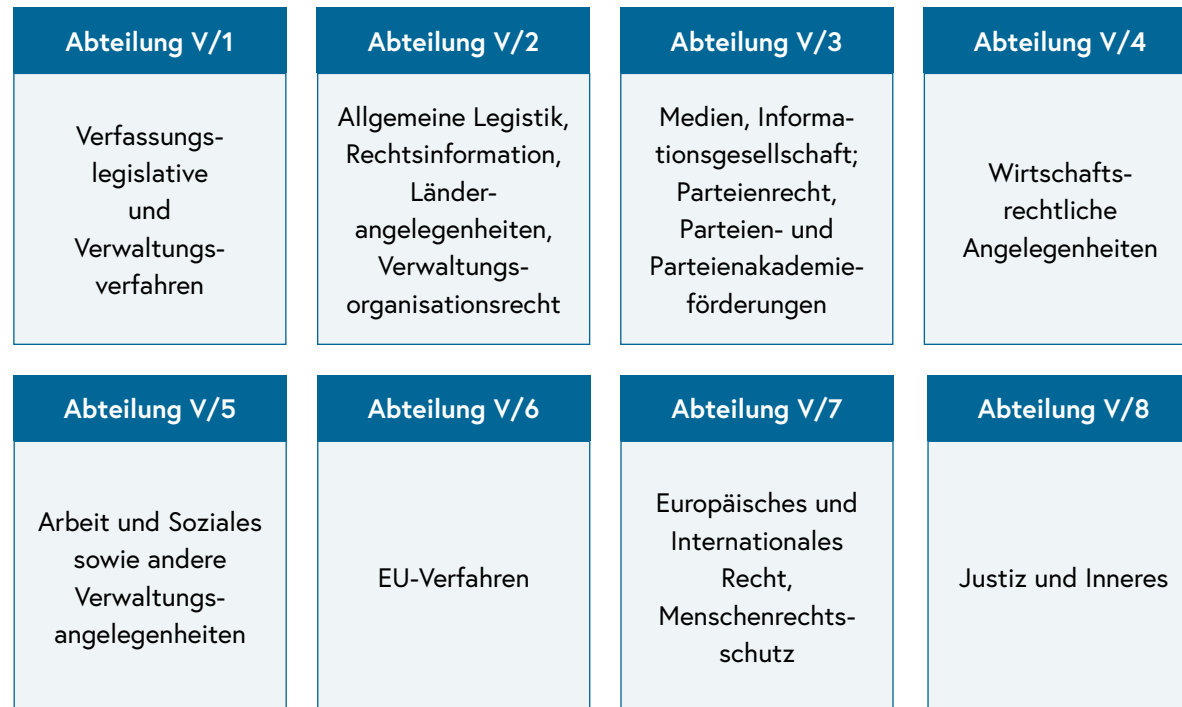 Abteilung V/1
Verfassungs-
legislative
und
Verwaltungs-
verfahren
Abteilung V/2
Allgemeine Legistik,
Rechtsinformation,
Länder-
angelegenheiten,
Verwaltungs-
organisationsrecht
Abteilung V/3
Medien, Informa-
tionsgesellschaft;
Parteienrecht,
Parteien- und
Parteienakademie-
förderungen
Abteilung V/4
Wirtschafts-
rechtliche
Angelegenheiten
Abteilung V/5
Arbeit und Soziales
sowie andere
Verwaltungs-
angelegenheiten
Abteilung V/6
EU-Verfahren
Abteilung V/7
Europäisches und
Internationales
Recht,
Menschenrechts-
schutz
Abteilung V/8
Justiz und Inneres